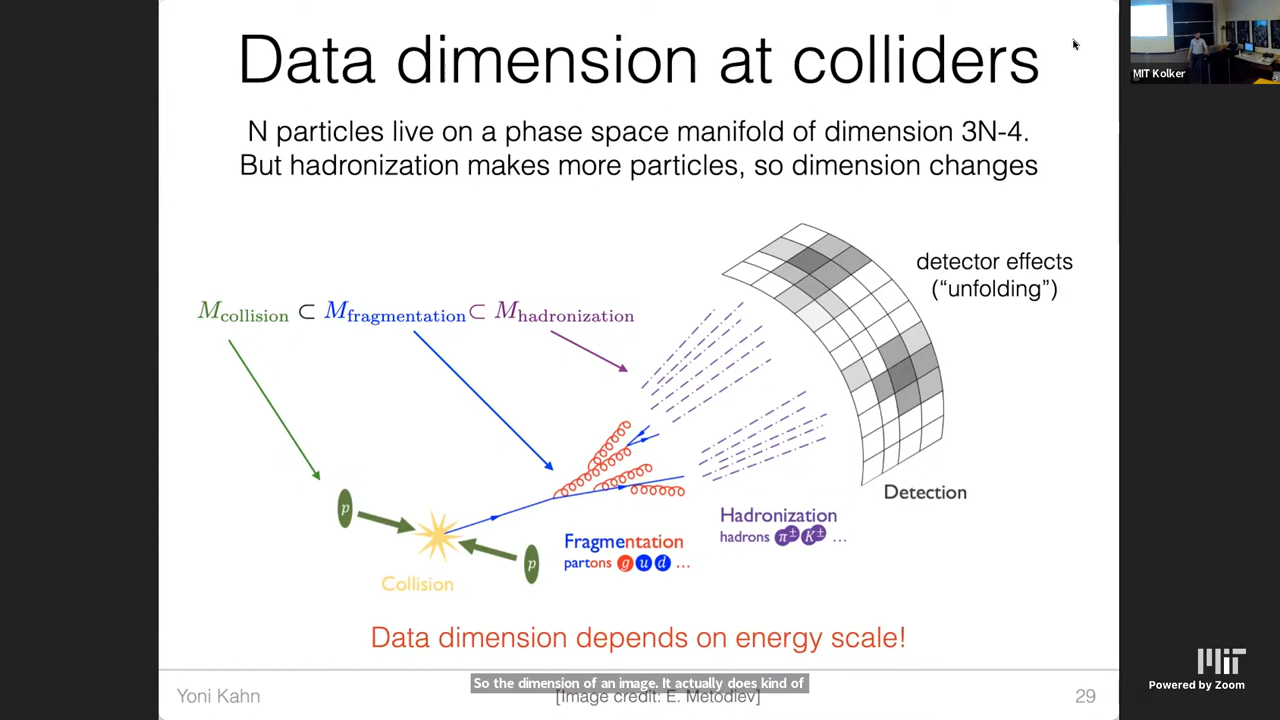 Data dimension at colliders
MIT Kolker
N particles live on a phase space manifold of dimension 3N-4.
But hadronization makes more particles, so dimension changes
detector effects
("unfolding")
M_collision ⊂ M_fragmentation ⊂ M_hadronization
Detection
p
p
Collision
Fragmentation
partons g u d ...
Hadronization
hadrons π± K± ...
Data dimension depends on energy scale!
So the dimension of an image. It actually does kind of
Yoni Kahn
[Image credit: E. Metodiev]
29
MIT
Powered by Zoom